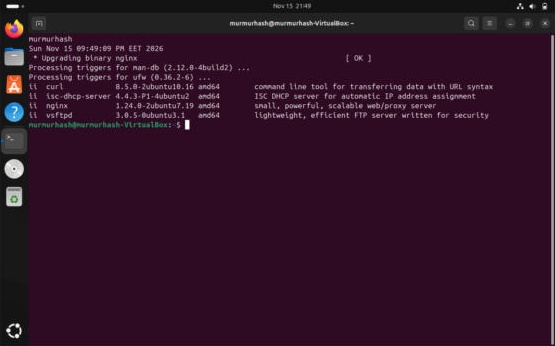 Nov 15 21:49
murmurhash@murmurhash-VirtualBox: ~
murmurhash
Sun Nov 15 09:49:09 PM EET 2026
* Upgrading binary nginx [ OK ]
Processing triggers for man-db (2.12.0-4build2) ...
Processing triggers for ufw (0.36.2-6) ...
ii curl 8.5.0-2ubuntu10.16 amd64 command line tool for transferring data with URL syntax
ii isc-dhcp-server 4.4.3-P1-4ubuntu2 amd64 ISC DHCP server for automatic IP address assignment
ii nginx 1.24.0-2ubuntu7.19 amd64 small, powerful, scalable web/proxy server
ii vsftpd 3.0.5-0ubuntu3.1 amd64 lightweight, efficient FTP server written for security
murmurhash@murmurhash-VirtualBox:~$